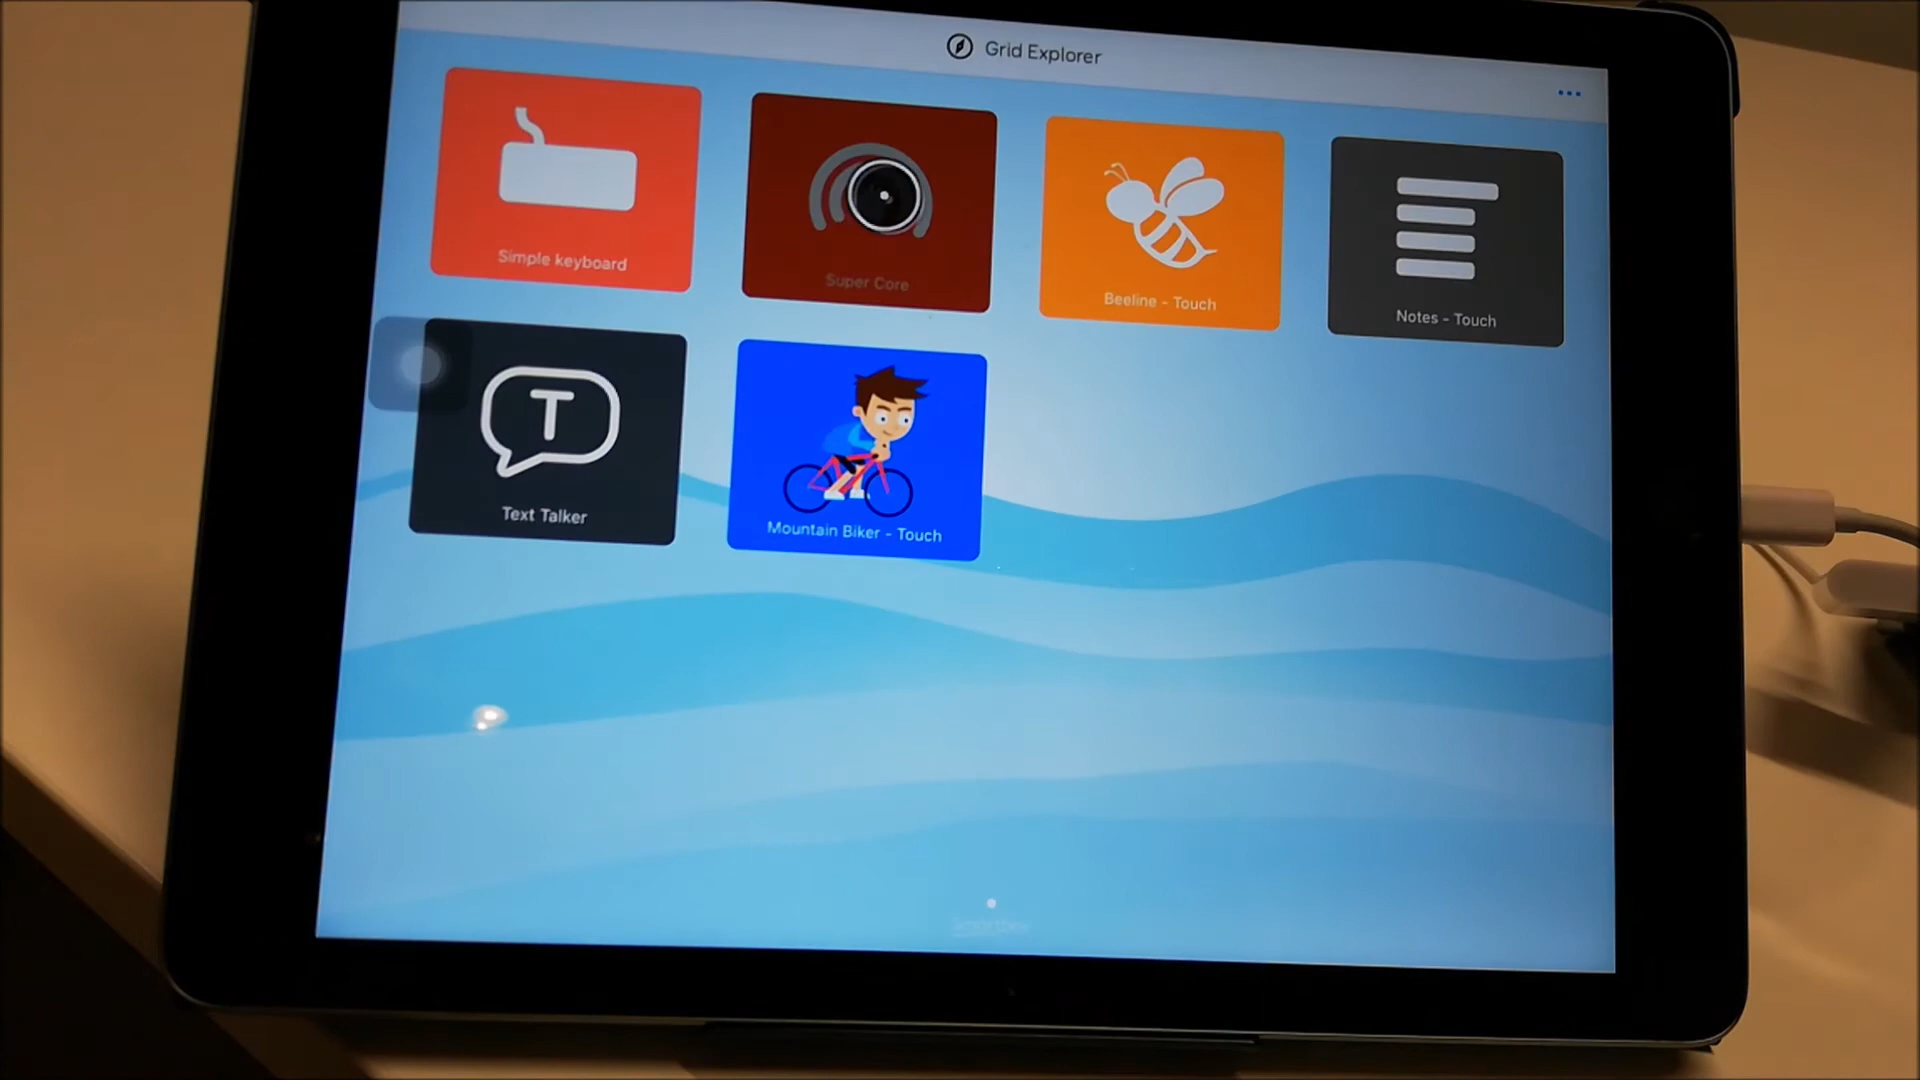 Grid Explorer
Simple keyboard
Super Core
Beeline - Touch
Notes - Touch
T
Text Talker
Mountain Biker - Touch